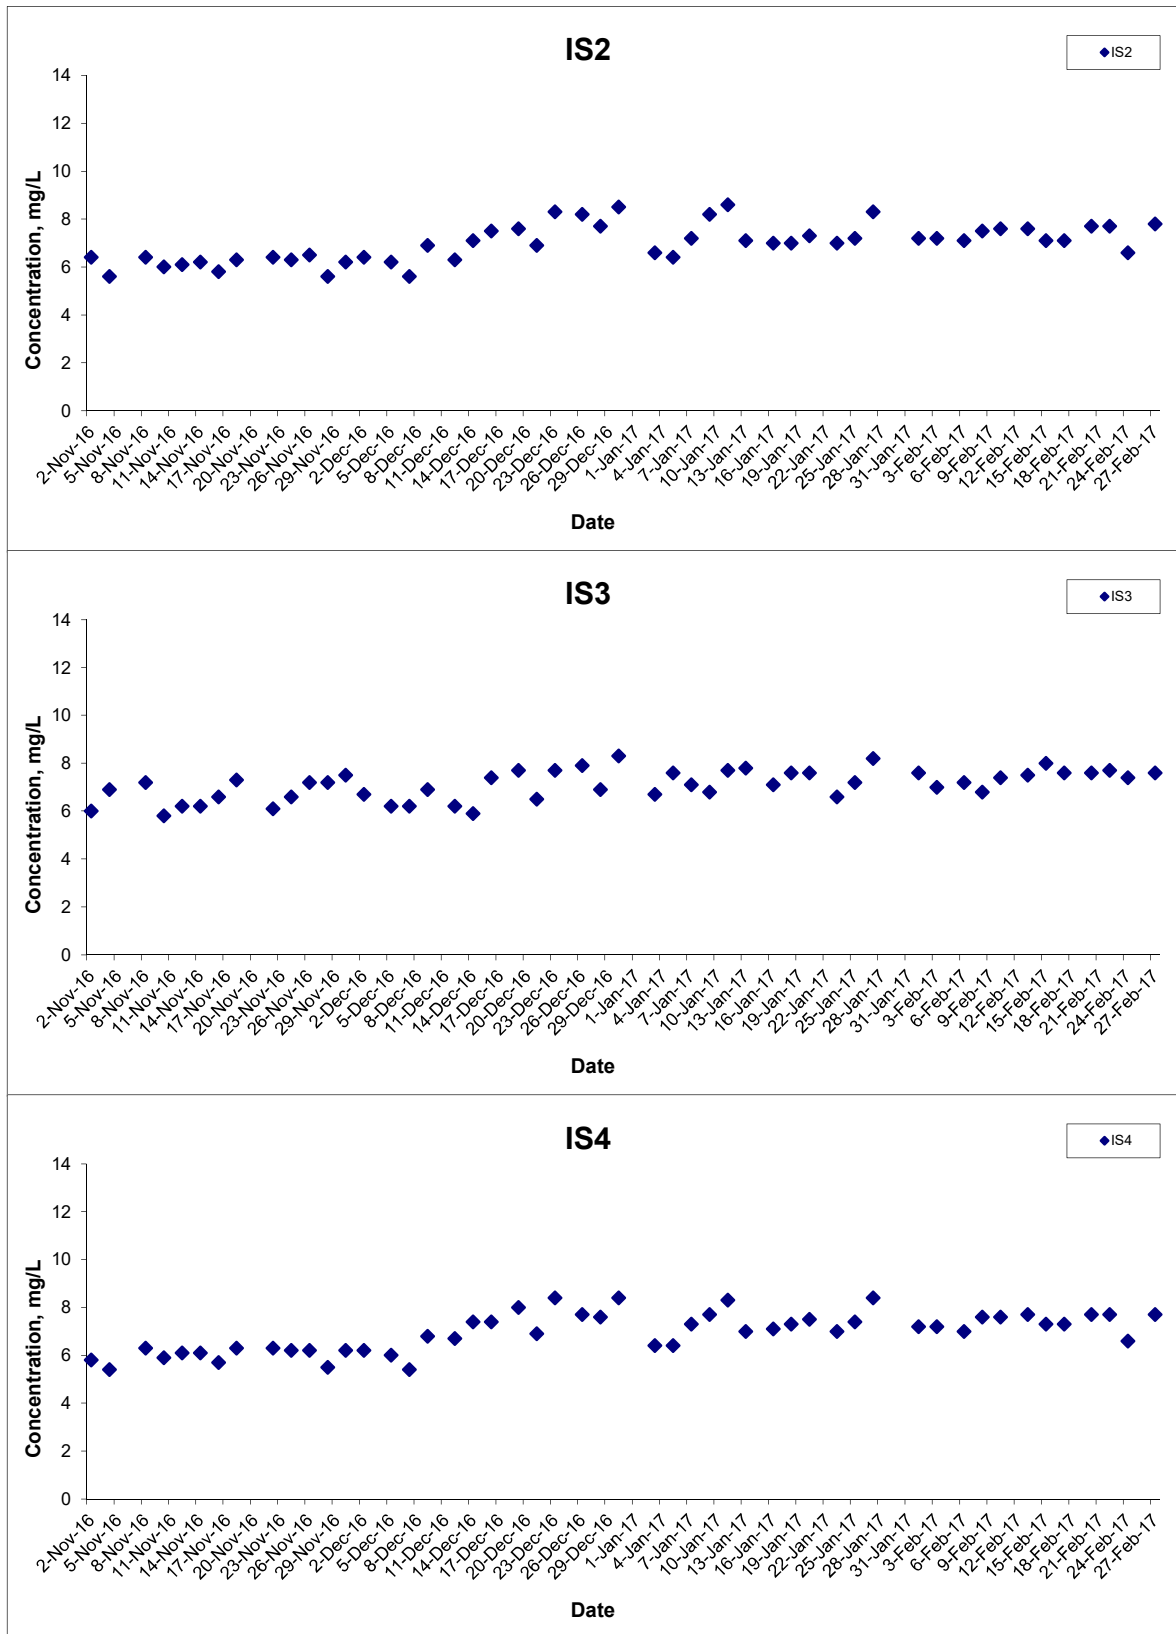 IS2
IS2
14
12
10
8
6
4
2
0
Concentration, mg/L
2-Nov-16 5-Nov-16 8-Nov-16 11-Nov-16 14-Nov-16 17-Nov-16 20-Nov-16 23-Nov-16 26-Nov-16 29-Nov-16 2-Dec-16 5-Dec-16 8-Dec-16 11-Dec-16 14-Dec-16 17-Dec-16 20-Dec-16 23-Dec-16 26-Dec-16 29-Dec-16 1-Jan-17 4-Jan-17 7-Jan-17 10-Jan-17 13-Jan-17 16-Jan-17 19-Jan-17 22-Jan-17 25-Jan-17 28-Jan-17 31-Jan-17 3-Feb-17 6-Feb-17 9-Feb-17 12-Feb-17 15-Feb-17 18-Feb-17 21-Feb-17 24-Feb-17 27-Feb-17
Date
IS3
IS3
14
12
10
8
6
4
2
0
Concentration, mg/L
2-Nov-16 5-Nov-16 8-Nov-16 11-Nov-16 14-Nov-16 17-Nov-16 20-Nov-16 23-Nov-16 26-Nov-16 29-Nov-16 2-Dec-16 5-Dec-16 8-Dec-16 11-Dec-16 14-Dec-16 17-Dec-16 20-Dec-16 23-Dec-16 26-Dec-16 29-Dec-16 1-Jan-17 4-Jan-17 7-Jan-17 10-Jan-17 13-Jan-17 16-Jan-17 19-Jan-17 22-Jan-17 25-Jan-17 28-Jan-17 31-Jan-17 3-Feb-17 6-Feb-17 9-Feb-17 12-Feb-17 15-Feb-17 18-Feb-17 21-Feb-17 24-Feb-17 27-Feb-17
Date
IS4
IS4
14
12
10
8
6
4
2
0
Concentration, mg/L
2-Nov-16 5-Nov-16 8-Nov-16 11-Nov-16 14-Nov-16 17-Nov-16 20-Nov-16 23-Nov-16 26-Nov-16 29-Nov-16 2-Dec-16 5-Dec-16 8-Dec-16 11-Dec-16 14-Dec-16 17-Dec-16 20-Dec-16 23-Dec-16 26-Dec-16 29-Dec-16 1-Jan-17 4-Jan-17 7-Jan-17 10-Jan-17 13-Jan-17 16-Jan-17 19-Jan-17 22-Jan-17 25-Jan-17 28-Jan-17 31-Jan-17 3-Feb-17 6-Feb-17 9-Feb-17 12-Feb-17 15-Feb-17 18-Feb-17 21-Feb-17 24-Feb-17 27-Feb-17
Date